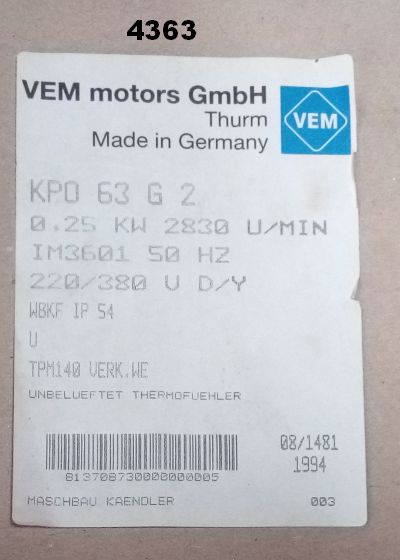 4363
VEM motors GmbH
Thurm
Made in Germany
VEM
KPO 63 G 2
0.25 KW 2830 U/MIN
IM3601 50 HZ
220/380 V D/Y
WBKF IP 54
U
TPM140 VERK.WE
UNBELUEFTET THERMOFUEHLER
08/1481
1994
813708730000000005
MASCHBAU KAENDLER
003